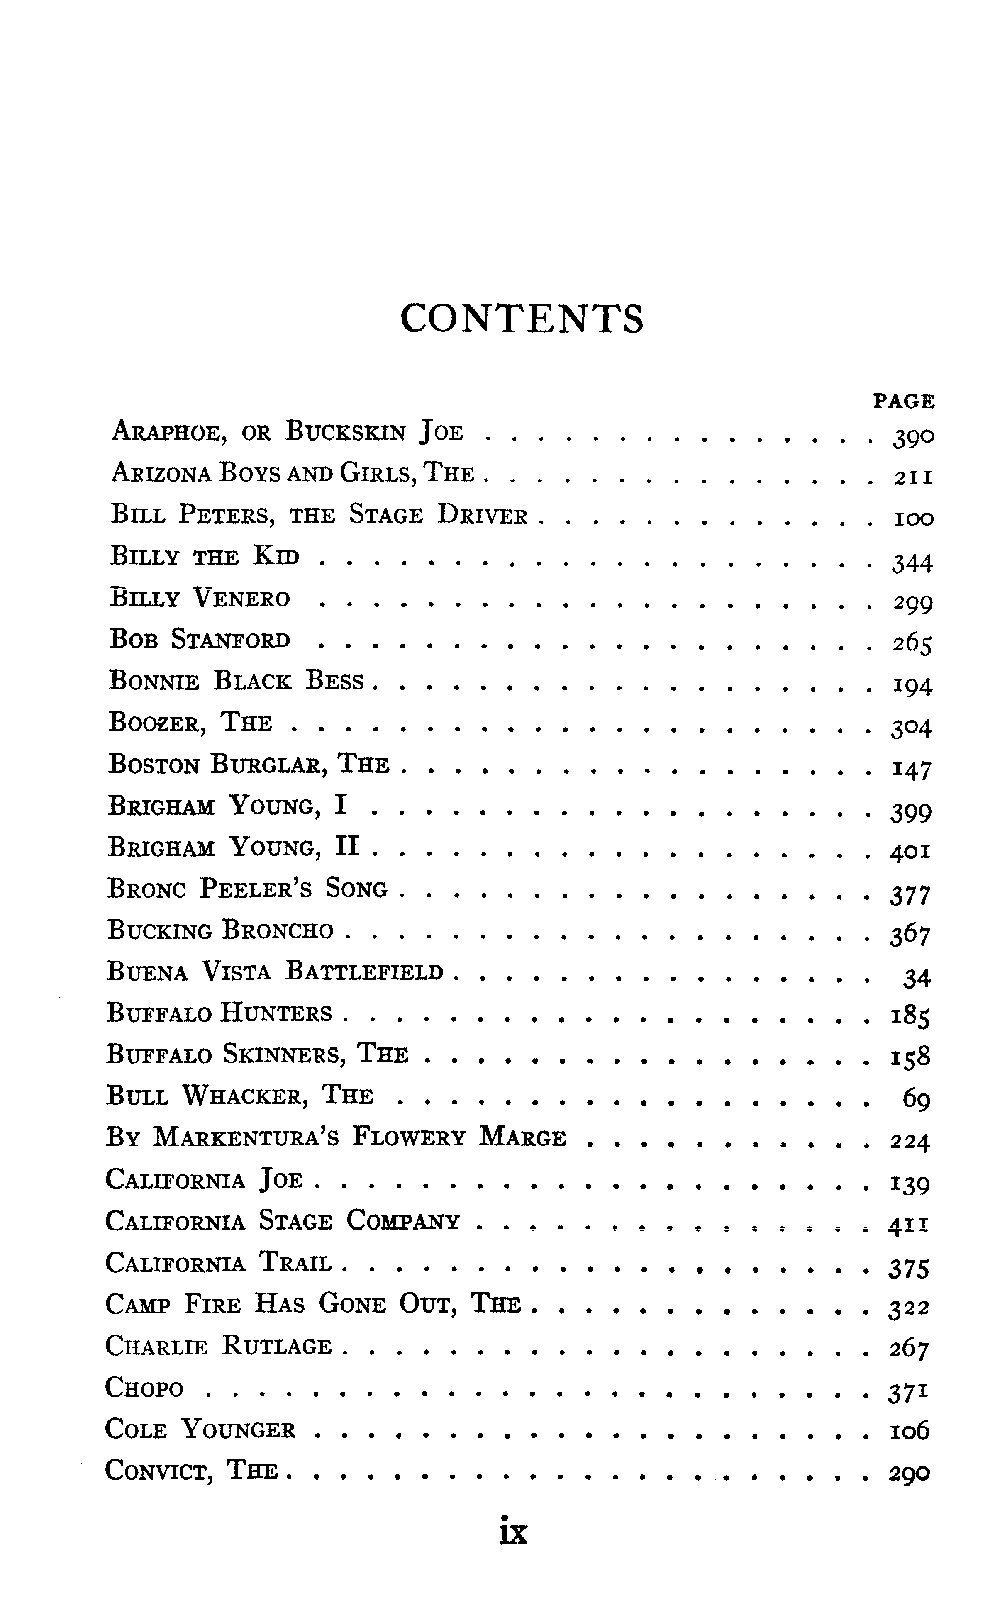 CONTENTS
PAGE
ARAPHOE, OR BUCKSKIN JOE . . . . . . . . . . . . . . . 390
ARIZONA BOYS AND GIRLS, THE . . . . . . . . . . . . . . . 211
BILL PETERS, THE STAGE DRIVER . . . . . . . . . . . . . 100
BILLY THE KID . . . . . . . . . . . . . . . . . . . . . 344
BILLY VENERO . . . . . . . . . . . . . . . . . . . . . 299
BOB STANFORD . . . . . . . . . . . . . . . . . . . . . 265
BONNIE BLACK BESS . . . . . . . . . . . . . . . . . . . 194
BOOZER, THE . . . . . . . . . . . . . . . . . . . . . . 304
BOSTON BURGLAR, THE . . . . . . . . . . . . . . . . . . 147
BRIGHAM YOUNG, I . . . . . . . . . . . . . . . . . . . 399
BRIGHAM YOUNG, II . . . . . . . . . . . . . . . . . . . 401
BRONC PEELER'S SONG . . . . . . . . . . . . . . . . . . 377
BUCKING BRONCHO . . . . . . . . . . . . . . . . . . . . 367
BUENA VISTA BATTLEFIELD . . . . . . . . . . . . . . . . 34
BUFFALO HUNTERS . . . . . . . . . . . . . . . . . . . . 185
BUFFALO SKINNERS, THE . . . . . . . . . . . . . . . . . 158
BULL WHACKER, THE . . . . . . . . . . . . . . . . . . 69
BY MARKENTURA'S FLOWERY MARGE . . . . . . . . . . . 224
CALIFORNIA JOE . . . . . . . . . . . . . . . . . . . . . 139
CALIFORNIA STAGE COMPANY . . . . . . . . . . . . . . . 411
CALIFORNIA TRAIL . . . . . . . . . . . . . . . . . . . . 375
CAMP FIRE HAS GONE OUT, THE . . . . . . . . . . . . . 322
CHARLIE RUTLAGE . . . . . . . . . . . . . . . . . . . . 267
CHOPO . . . . . . . . . . . . . . . . . . . . . . . . . 371
COLE YOUNGER . . . . . . . . . . . . . . . . . . . . . 106
CONVICT, THE . . . . . . . . . . . . . . . . . . . . . . 290
ix